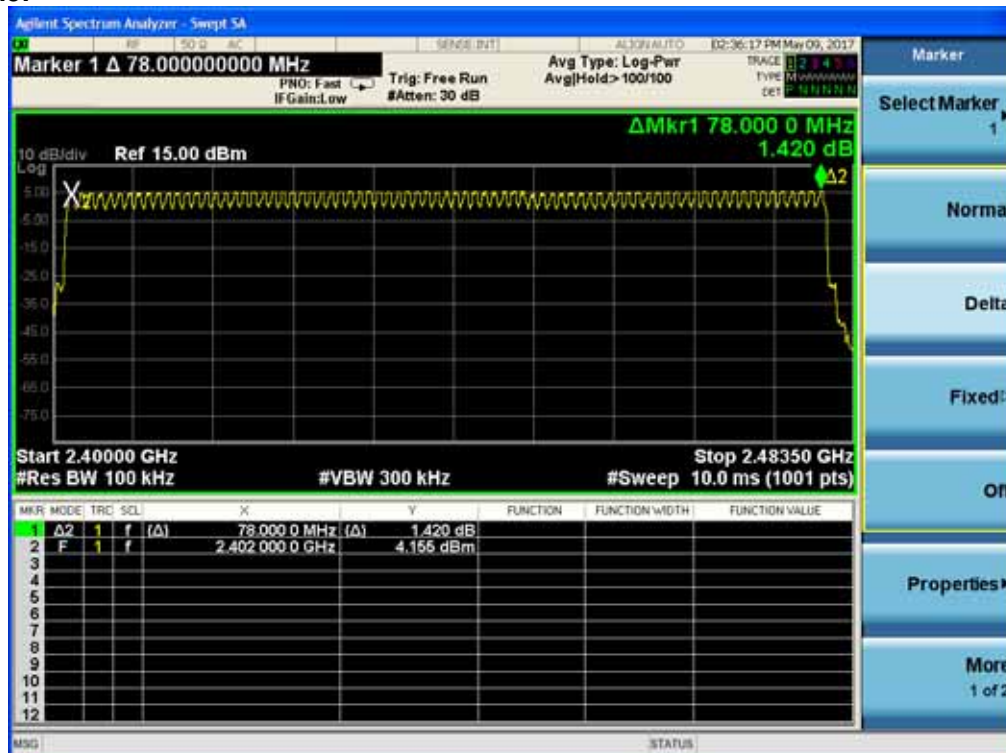 Agilent Spectrum Analyzer - Swept SA
RF 50 Ω AC SENSE:INT ALIGN AUTO 02:36:17 PM May 09, 2017
Marker 1 Δ 78.000000000 MHz
PNO: Fast
IFGain:Low
Trig: Free Run
#Atten: 30 dB
Avg Type: Log-Pwr
Avg|Hold:> 100/100
TRACE 1 2 3 4 5 6
TYPE M
DET P N N N N N
ΔMkr1 78.000 0 MHz
1.420 dB
10 dB/div Ref 15.00 dBm
Log
5.00
-5.00
-15.0
-25.0
-35.0
-45.0
-55.0
-65.0
-75.0
X2
Δ2
Start 2.40000 GHz Stop 2.48350 GHz
#Res BW 100 kHz #VBW 300 kHz #Sweep 10.0 ms (1001 pts)
MKR MODE TRC SCL X Y FUNCTION FUNCTION WIDTH FUNCTION VALUE
1 Δ2 1 f (Δ) 78.000 0 MHz (Δ) 1.420 dB
2 F 1 f 2.402 000 0 GHz 4.155 dBm
3
4
5
6
7
8
9
10
11
12
MSG STATUS
Marker
Select Marker
1
Norma
Delta
Fixed
Of
Properties
More
1 of 2